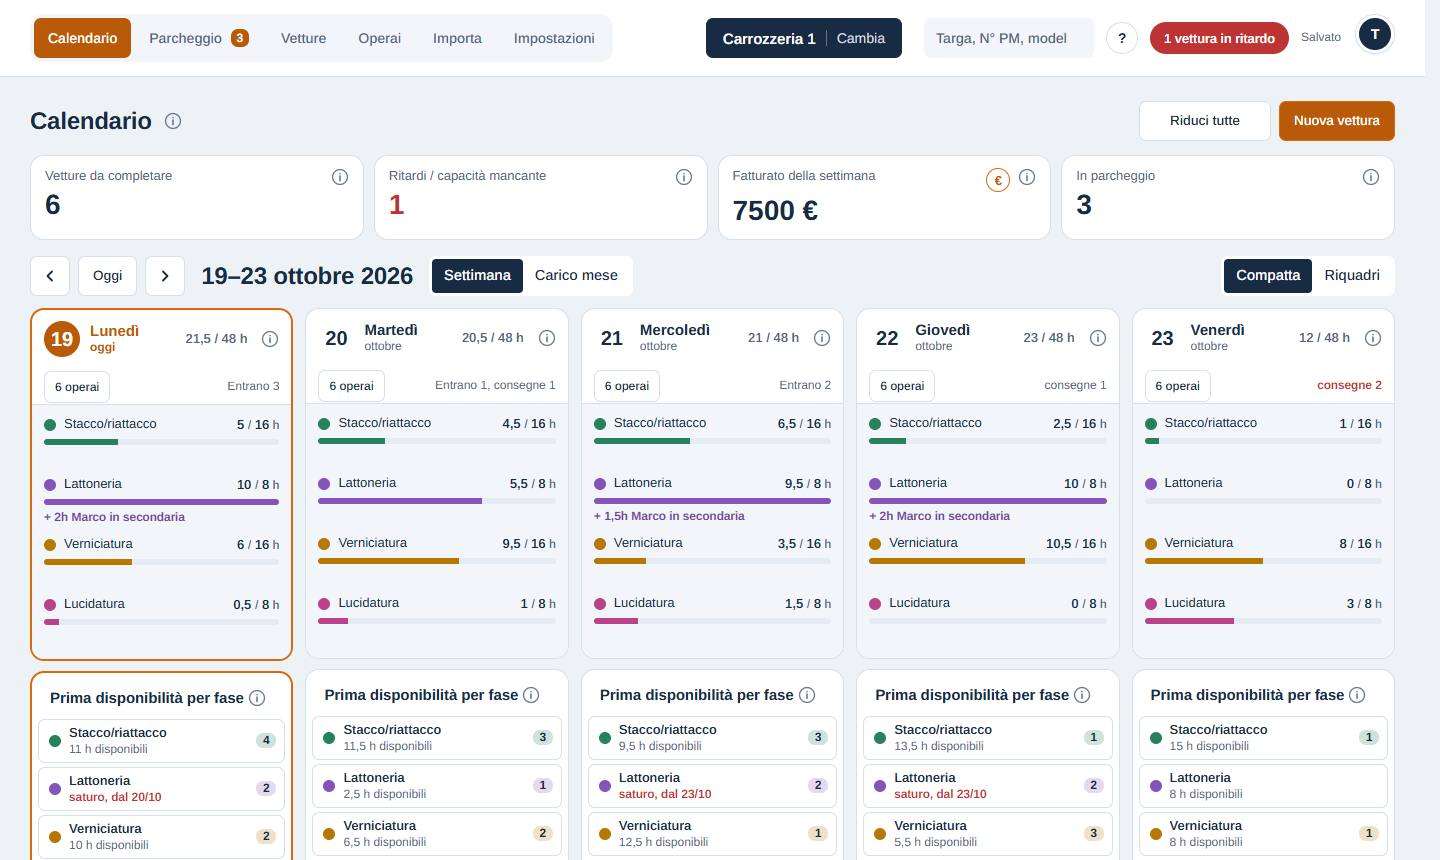 Calendario Parcheggio 3 Vetture Operai Importa Impostazioni Carrozzeria 1 Cambia Targa, N° PM, model ? 1 vettura in ritardo Salvato T
Calendario Riduci tutte Nuova vettura
Vetture da completare
6
Ritardi / capacità mancante
1
Fatturato della settimana €
7500 €
In parcheggio
3
Oggi 19–23 ottobre 2026 Settimana Carico mese Compatta Riquadri
19 Lunedì oggi 21,5 / 48 h
6 operai Entrano 3
Stacco/riattacco 5 / 16 h
Lattoneria 10 / 8 h
+ 2h Marco in secondaria
Verniciatura 6 / 16 h
Lucidatura 0,5 / 8 h
20 Martedì ottobre 20,5 / 48 h
6 operai Entrano 1, consegne 1
Stacco/riattacco 4,5 / 16 h
Lattoneria 5,5 / 8 h
Verniciatura 9,5 / 16 h
Lucidatura 1 / 8 h
21 Mercoledì ottobre 21 / 48 h
6 operai Entrano 2
Stacco/riattacco 6,5 / 16 h
Lattoneria 9,5 / 8 h
+ 1,5h Marco in secondaria
Verniciatura 3,5 / 16 h
Lucidatura 1,5 / 8 h
22 Giovedì ottobre 23 / 48 h
6 operai consegne 1
Stacco/riattacco 2,5 / 16 h
Lattoneria 10 / 8 h
+ 2h Marco in secondaria
Verniciatura 10,5 / 16 h
Lucidatura 0 / 8 h
23 Venerdì ottobre 12 / 48 h
6 operai consegne 2
Stacco/riattacco 1 / 16 h
Lattoneria 0 / 8 h
Verniciatura 8 / 16 h
Lucidatura 3 / 8 h
Prima disponibilità per fase
Stacco/riattacco 4
11 h disponibili
Lattoneria 2
saturo, dal 20/10
Verniciatura 2
10 h disponibili
Prima disponibilità per fase
Stacco/riattacco 3
11,5 h disponibili
Lattoneria 1
2,5 h disponibili
Verniciatura 2
6,5 h disponibili
Prima disponibilità per fase
Stacco/riattacco 3
9,5 h disponibili
Lattoneria 2
saturo, dal 23/10
Verniciatura 1
12,5 h disponibili
Prima disponibilità per fase
Stacco/riattacco 1
13,5 h disponibili
Lattoneria 2
saturo, dal 23/10
Verniciatura 3
5,5 h disponibili
Prima disponibilità per fase
Stacco/riattacco 1
15 h disponibili
Lattoneria
8 h disponibili
Verniciatura 1
8 h disponibili